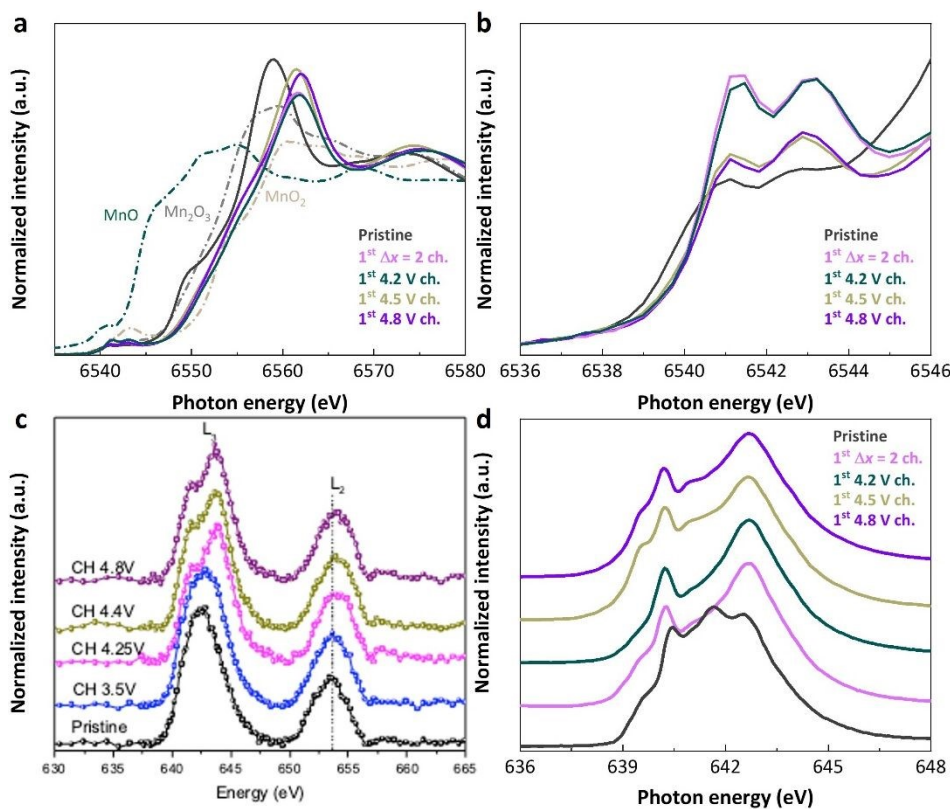 a
Normalized intensity (a.u.)
MnO
Mn₂O₃
MnO₂
Pristine
1ˢᵗ Δx = 2 ch.
1ˢᵗ 4.2 V ch.
1ˢᵗ 4.5 V ch.
1ˢᵗ 4.8 V ch.
6540 6550 6560 6570 6580
Photon energy (eV)
b
Normalized intensity (a.u.)
Pristine
1ˢᵗ Δx = 2 ch.
1ˢᵗ 4.2 V ch.
1ˢᵗ 4.5 V ch.
1ˢᵗ 4.8 V ch.
6536 6538 6540 6542 6544 6546
Photon energy (eV)
c
Normalized intensity (a.u.)
L₂
CH 4.8V
CH 4.4V
CH 4.25V
CH 3.5V
Pristine
630 635 640 645 650 655 660 665
Energy (eV)
d
Normalized intensity (a.u.)
Pristine
1ˢᵗ Δx = 2 ch.
1ˢᵗ 4.2 V ch.
1ˢᵗ 4.5 V ch.
1ˢᵗ 4.8 V ch.
636 639 642 645 648
Photon energy (eV)